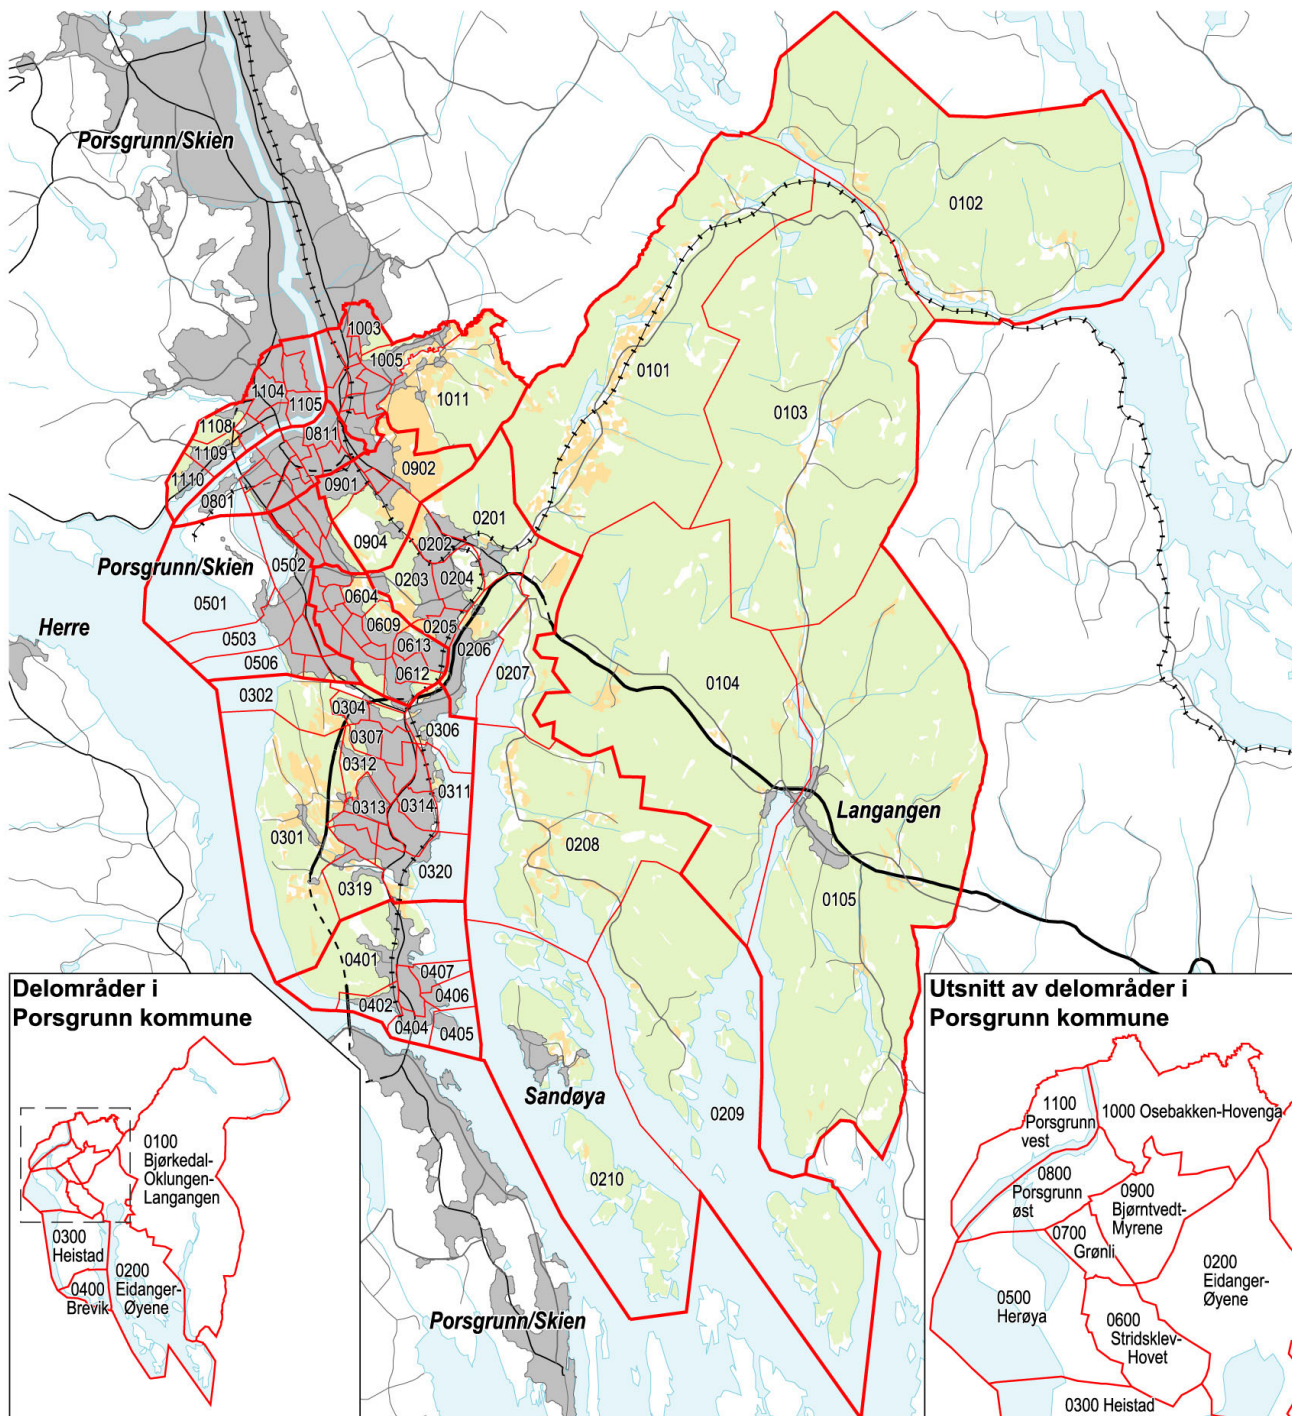 Porsgrunn/Skien
0102
1003
1005
0101
1011
1104
1105
0103
1108
0811
1109
0902
1110
0901
0801
0201
0904
0202
0502
Porsgrunn/Skien
0203
0204
0604
0501
0609
0205
Herre
0503
0613
0206
0506
0612
0207
0104
0302
0304
0306
0307
0312
0311
0313
0314
Langangen
0301
0208
0320
0319
0105
0401
0407
0406
0402
0404
0405
Sandøya
0209
0210
Porsgrunn/Skien
Delområder i
Porsgrunn kommune
0100
Bjørkedal-
Oklungen-
Langangen
0300
Heistad
0200
Eidanger-
Øyene
0400
Brevik
Utsnitt av delområder i
Porsgrunn kommune
1100
Porsgrunn
vest
1000 Osebakken-Hovenga
0800
Porsgrunn
øst
0900
Bjørntvedt-
Myrene
0700
Grønli
0200
Eidanger-
Øyene
0500
Herøya
0600
Stridsklev-
Hovet
0300 Heistad